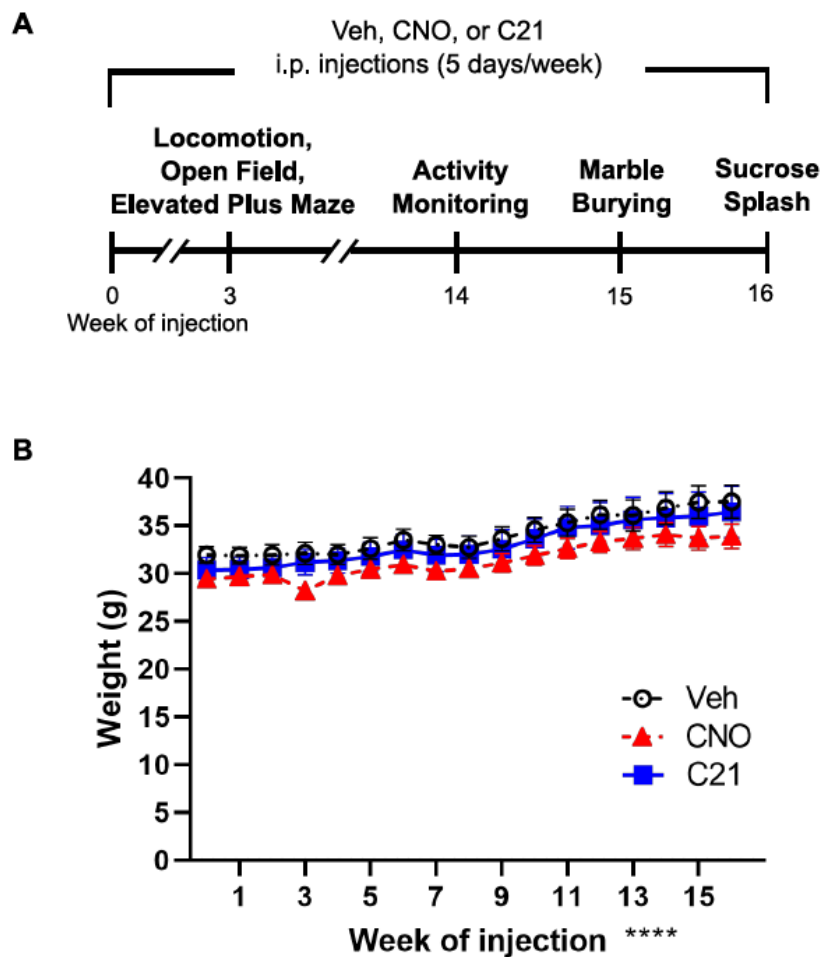 A
Veh, CNO, or C21
i.p. injections (5 days/week)
Locomotion,
Open Field,
Elevated Plus Maze
Activity
Monitoring
Marble
Burying
Sucrose
Splash
0
3
14
15
16
Week of injection
B
40
35
30
25
20
15
10
5
0
Weight (g)
Veh
CNO
C21
1 3 5 7 9 11 13 15
Week of injection ****